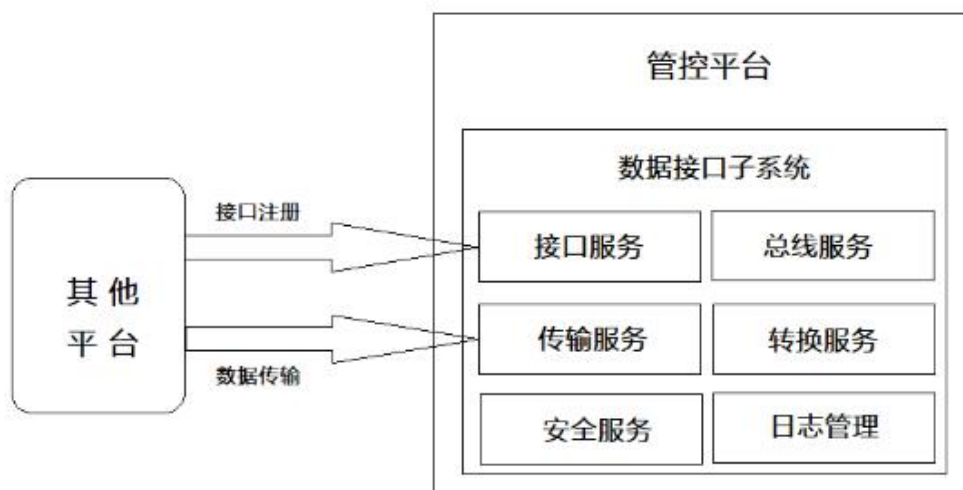 管控平台
数据接口子系统
接口注册
接口服务
总线服务
其他
平台
传输服务
转换服务
数据传输
安全服务
日志管理